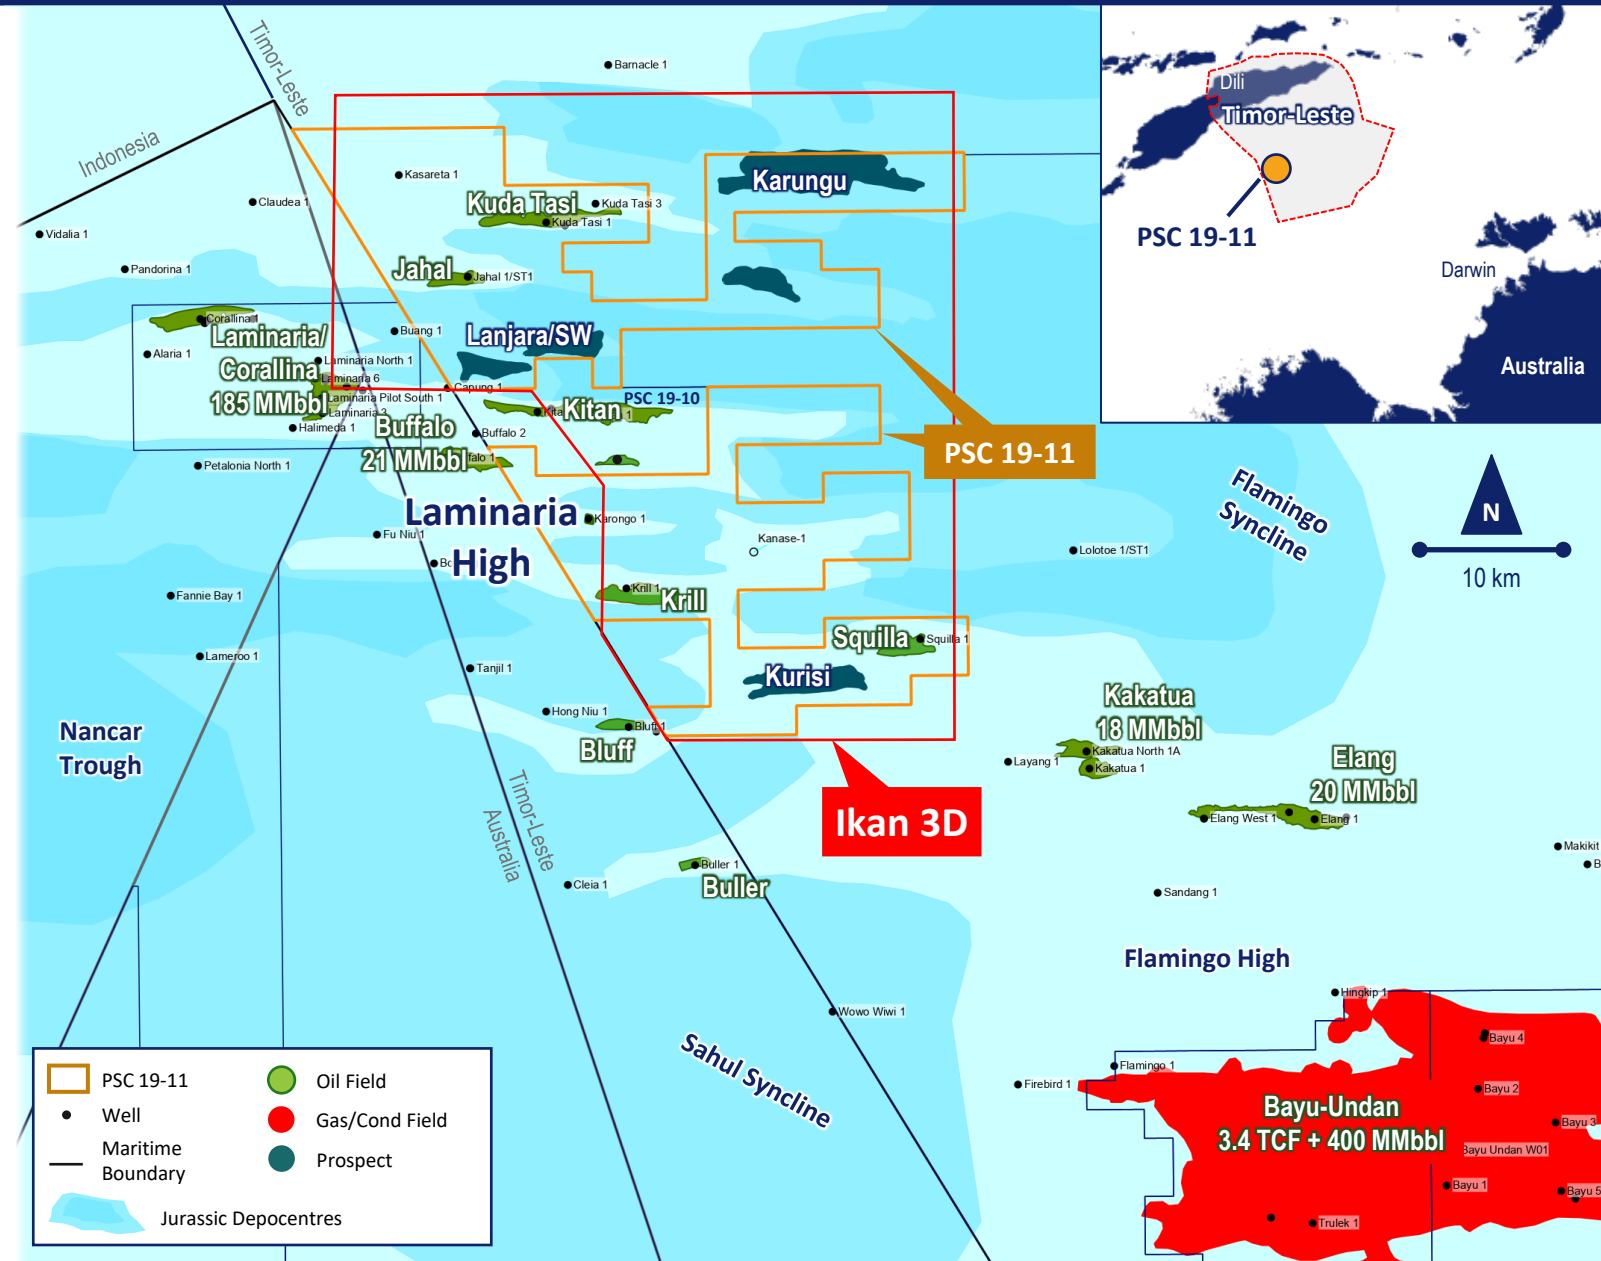 Timor-Leste
Indonesia
Barnacle 1
Kasareta 1
Claudea 1
Vidalia 1
Pandorina 1
Kuda Tasi
Kuda Tasi 3
Kuda Tasi 1
Karungu
Jahal
Jahal 1/ST1
Corallina 1
Laminaria/
Corallina
185 MMbbl
Alaria 1
Buang 1
Laminaria North 1
Laminaria 6
Laminaria Pilot South 1
Laminaria 3
Halimeda 1
Lanjara/SW
Capung 1
PSC 19-10
Kitan
Buffalo
21 MMbbl
Buffalo 2
Petalonia North 1
PSC 19-11
Laminaria
High
Karongo 1
Fu Niu 1
Kanase-1
Fannie Bay 1
Krill 1
Krill
Lameroo 1
Tanjil 1
Squilla
Squilla 1
Kurisi
Hong Niu 1
Bluff 1
Bluff
Nancar
Trough
Timor-Leste
Australia
Ikan 3D
Buller 1
Buller
Cleia 1
Wowo Wiwi 1
Sahul Syncline
Flamingo
Syncline
Lolotoe 1/ST1
Kakatua
18 MMbbl
Kakatua North 1A
Kakatua 1
Layang 1
Elang
20 MMbbl
Elang West 1
Elang 1
Makikit
B
Sandang 1
Flamingo High
Hingkip 1
Flamingo 1
Firebird 1
Bayu 4
Bayu 2
Bayu 3
Bayu-Undan
3.4 TCF + 400 MMbbl
Bayu Undan W01
Bayu 1
Bayu 5
Trulek 1
Dili
Timor-Leste
PSC 19-11
Darwin
Australia
N
10 km
PSC 19-11
Well
Maritime
Boundary
Oil Field
Gas/Cond Field
Prospect
Jurassic Depocentres